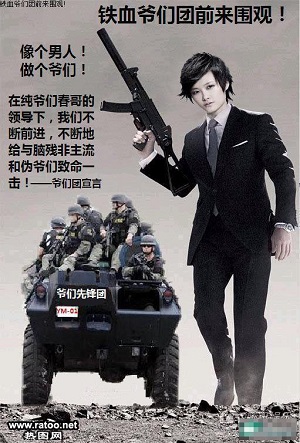 铁血爷们团前来围观！
铁血爷们团前来围观！
像个男人！
做个爷们！
在纯爷们春哥的
领导下，我们不
断前进，不断地
给与脑残非主流
和伪爷们致命一
击！——爷们团宣言
爷们先锋团
YM-01
www.ratoo.net
热图网